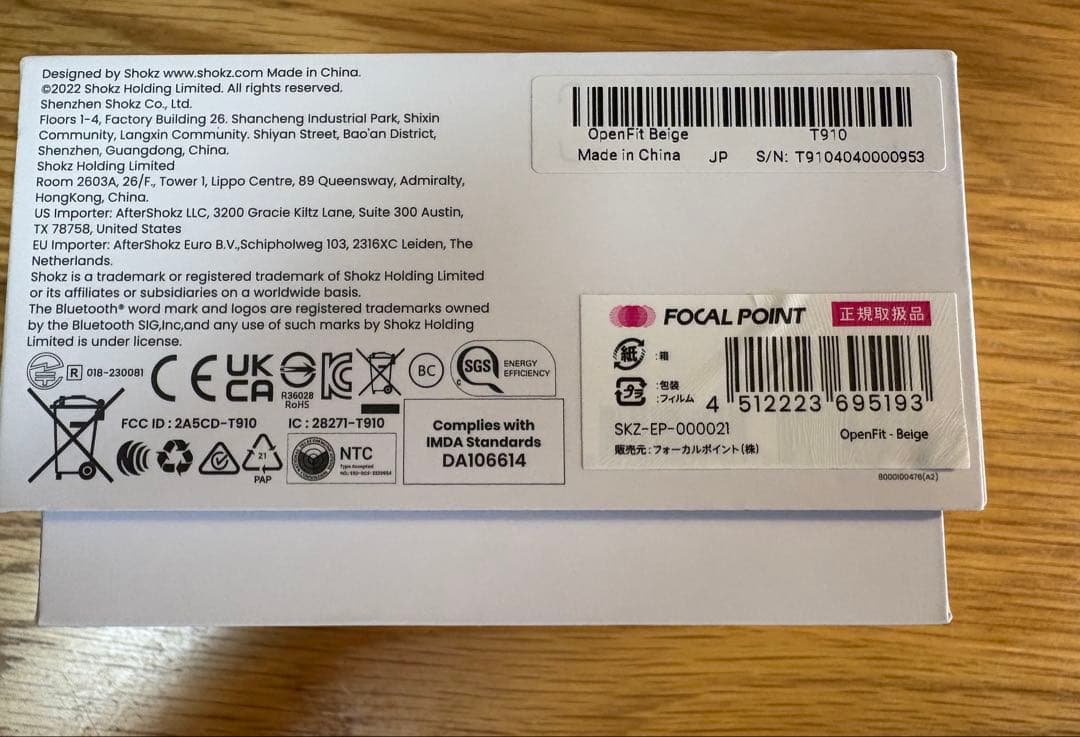 Designed by Shokz www.shokz.com Made in China.
©2022 Shokz Holding Limited. All rights reserved.
Shenzhen Shokz Co., Ltd.
Floors 1-4, Factory Building 26. Shancheng Industrial Park, Shixin
Community, Langxin Community. Shiyan Street, Bao'an District,
Shenzhen, Guangdong, China.
Shokz Holding Limited
Room 2603A, 26/F., Tower 1, Lippo Centre, 89 Queensway, Admiralty,
HongKong, China.
US Importer: AfterShokz LLC, 3200 Gracie Kiltz Lane, Suite 300 Austin,
TX 78758, United States
EU Importer: AfterShokz Euro B.V.,Schipholweg 103, 2316XC Leiden, The
Netherlands.
Shokz is a trademark or registered trademark of Shokz Holding Limited
or its affiliates or subsidiaries on a worldwide basis.
The Bluetooth® word mark and logos are registered trademarks owned
by the Bluetooth SIG,Inc,and any use of such marks by Shokz Holding
Limited is under license.
R 018-230081
CE
UK
CA
R36028
RoHS
BC
SGS
ENERGY
EFFICIENCY
FCC ID : 2A5CD-T910
IC : 28271-T910
21
PAP
NTC
Type Accepted
Complies with
IMDA Standards
DA106614
OpenFit Beige T910
Made in China JP S/N: T9104040000953
FOCAL POINT 正規取扱品
紙 :箱
プラ :包装
:フィルム
4 512223 695193
SKZ-EP-000021
OpenFit - Beige
販売元:フォーカルポイント(株)
8000100476(A2)